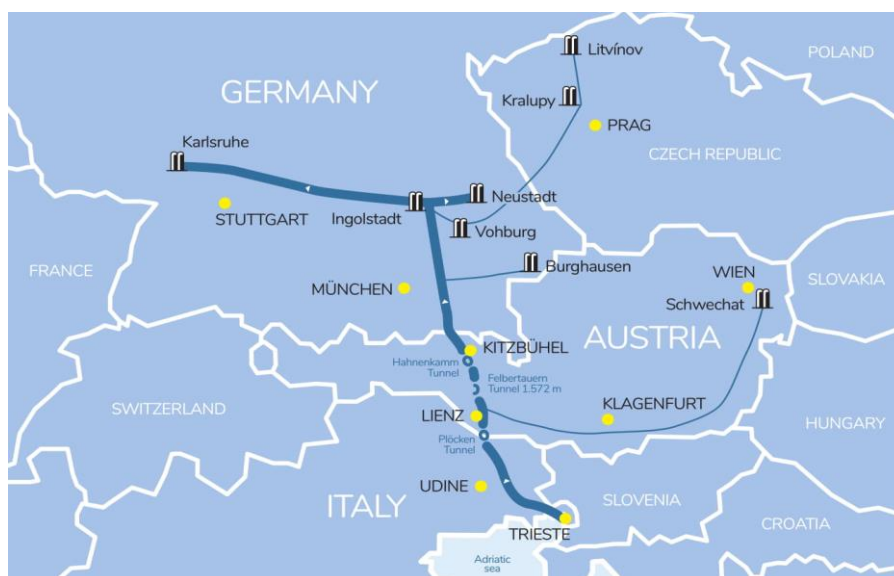 Litvínov
POLAND
GERMANY
Kralupy
PRAG
Karlsruhe
CZECH REPUBLIC
Neustadt
STUTTGART
Ingolstadt
Vohburg
FRANCE
Burghausen
WIEN
SLOVAKIA
MÜNCHEN
Schwechat
AUSTRIA
KITZBÜHEL
Hahnenkamm
Tunnel
Felbertauern
Tunnel 1.572 m
SWITZERLAND
LIENZ
KLAGENFURT
HUNGARY
Plöcken
Tunnel
UDINE
ITALY
SLOVENIA
TRIESTE
CROATIA
Adriatic
sea